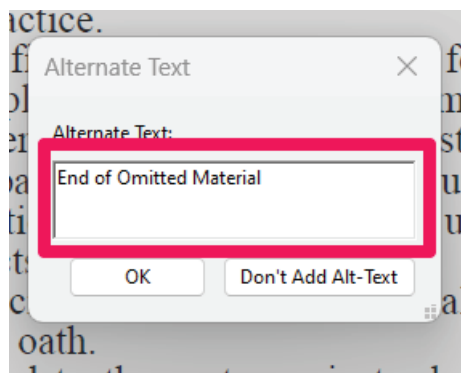 actice.
Alternate Text
Alternate Text:
End of Omitted Material
OK
Don't Add Alt-Text
oath.